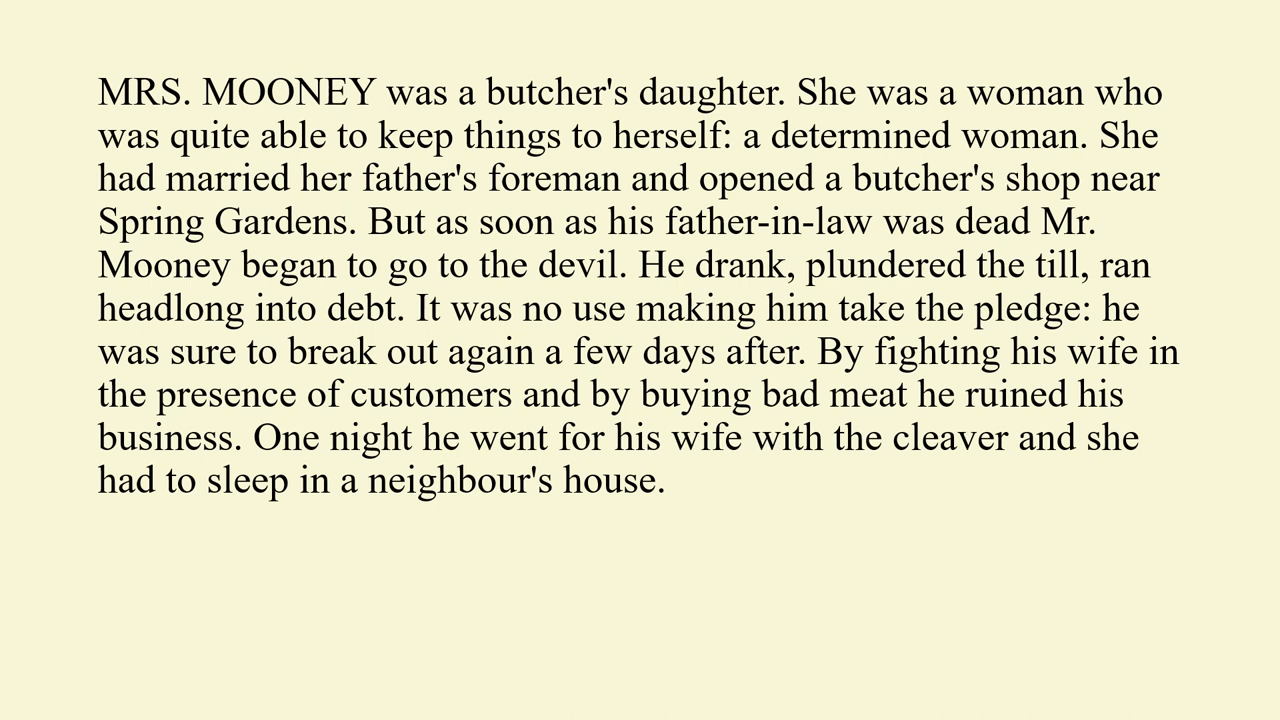 MRS. MOONEY was a butcher's daughter. She was a woman who
was quite able to keep things to herself: a determined woman. She
had married her father's foreman and opened a butcher's shop near
Spring Gardens. But as soon as his father-in-law was dead Mr.
Mooney began to go to the devil. He drank, plundered the till, ran
headlong into debt. It was no use making him take the pledge: he
was sure to break out again a few days after. By fighting his wife in
the presence of customers and by buying bad meat he ruined his
business. One night he went for his wife with the cleaver and she
had to sleep in a neighbour's house.